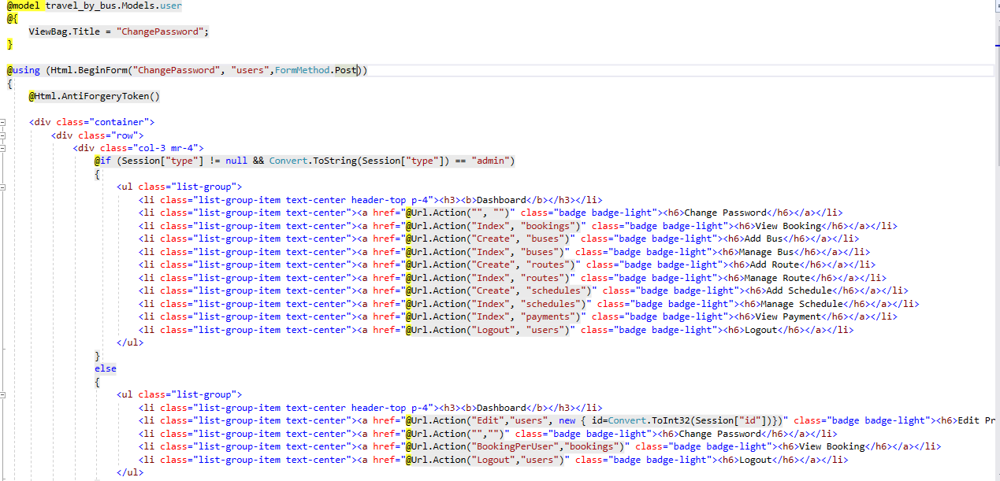 @model travel_by_bus.Models.user
@{
ViewBag.Title = "ChangePassword";
}
@using (Html.BeginForm("ChangePassword", "users",FormMethod.Post))
{
@Html.AntiForgeryToken()
<div class="container">
<div class="row">
<div class="col-3 mr-4">
@if (Session["type"] != null && Convert.ToString(Session["type"]) == "admin")
{
<ul class="list-group">
<li class="list-group-item text-center header-top p-4"><h3><b>Dashboard</b></h3></li>
<li class="list-group-item text-center"><a href="@Url.Action("", "")" class="badge badge-light"><h6>Change Password</h6></a></li>
<li class="list-group-item text-center"><a href="@Url.Action("Index", "bookings")" class="badge badge-light"><h6>View Booking</h6></a></li>
<li class="list-group-item text-center"><a href="@Url.Action("Create", "buses")" class="badge badge-light"><h6>Add Bus</h6></a></li>
<li class="list-group-item text-center"><a href="@Url.Action("Index", "buses")" class="badge badge-light"><h6>Manage Bus</h6></a></li>
<li class="list-group-item text-center"><a href="@Url.Action("Create", "routes")" class="badge badge-light"><h6>Add Route</h6></a></li>
<li class="list-group-item text-center"><a href="@Url.Action("Index", "routes")" class="badge badge-light"><h6>Manage Route</h6></a></li>
<li class="list-group-item text-center"><a href="@Url.Action("Create", "schedules")" class="badge badge-light"><h6>Add Schedule</h6></a></li>
<li class="list-group-item text-center"><a href="@Url.Action("Index", "schedules")" class="badge badge-light"><h6>Manage Schedule</h6></a></li>
<li class="list-group-item text-center"><a href="@Url.Action("Index", "payments")" class="badge badge-light"><h6>View Payment</h6></a></li>
<li class="list-group-item text-center"><a href="@Url.Action("Logout", "users")" class="badge badge-light"><h6>Logout</h6></a></li>
</ul>
}
else
{
<ul class="list-group">
<li class="list-group-item text-center header-top p-4"><h3><b>Dashboard</b></h3></li>
<li class="list-group-item text-center"><a href="@Url.Action("Edit","users", new { id=Convert.ToInt32(Session["id"])})" class="badge badge-light"><h6>Edit Pr
<li class="list-group-item text-center"><a href="@Url.Action("","")" class="badge badge-light"><h6>Change Password</h6></a></li>
<li class="list-group-item text-center"><a href="@Url.Action("BookingPerUser","bookings")" class="badge badge-light"><h6>View Booking</h6></a></li>
<li class="list-group-item text-center"><a href="@Url.Action("Logout","users")" class="badge badge-light"><h6>Logout</h6></a></li>
</ul>